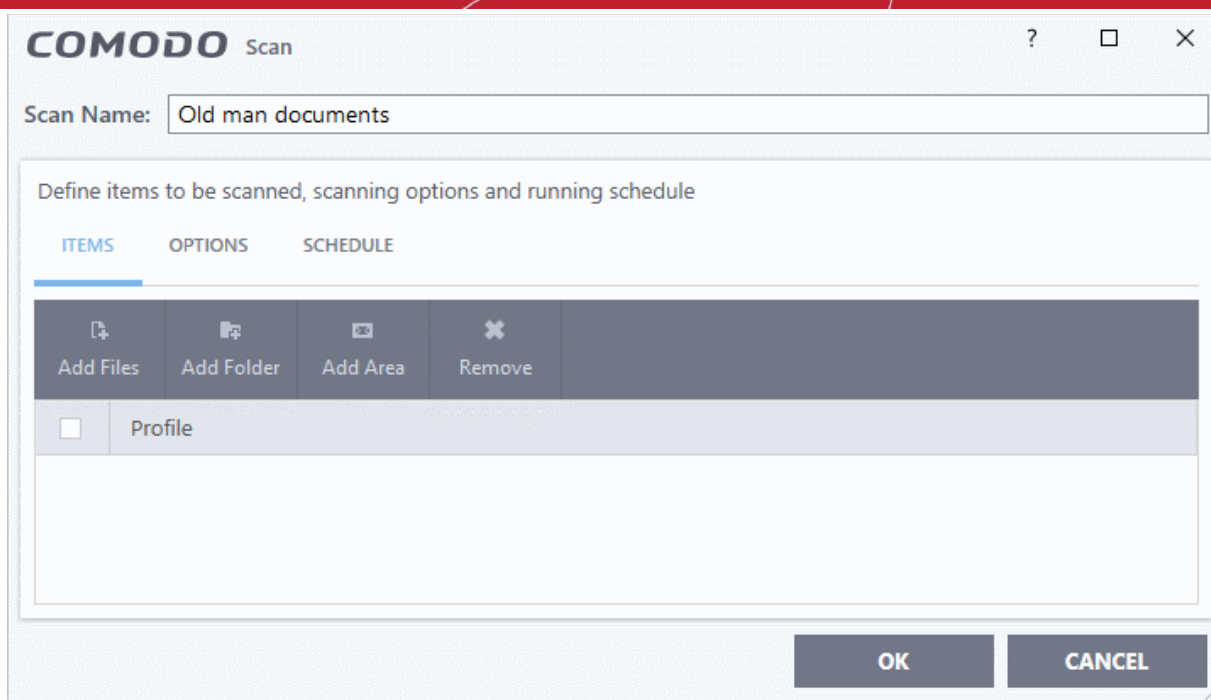 COMODO Scan ?
Scan Name: Old man documents
Define items to be scanned, scanning options and running schedule
ITEMS OPTIONS SCHEDULE
Add Files Add Folder Add Area Remove
Profile
OK CANCEL